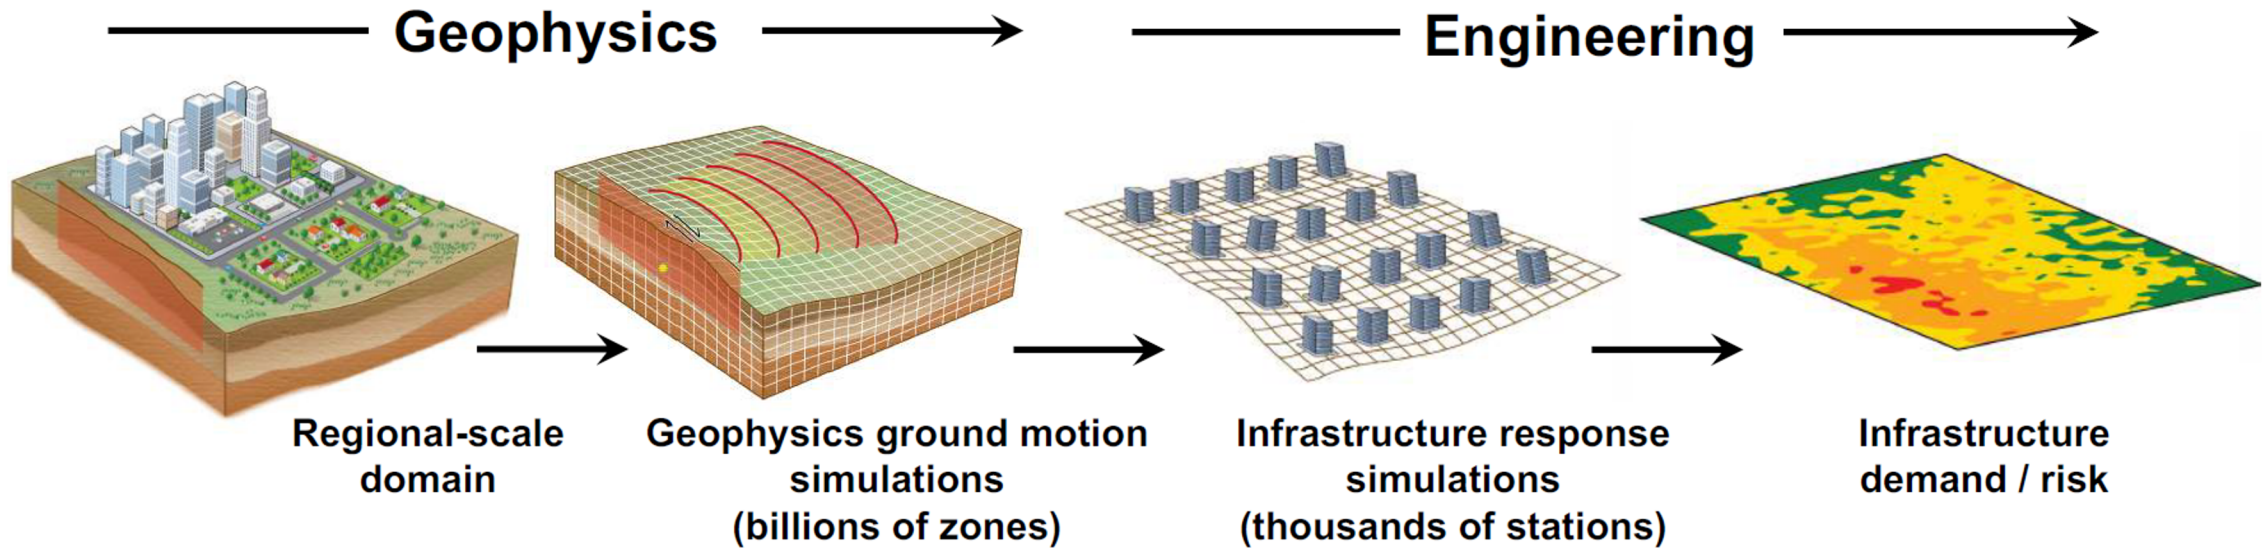 Geophysics
Engineering
Regional-scale
domain
Geophysics ground motion
simulations
(billions of zones)
Infrastructure response
simulations
(thousands of stations)
Infrastructure
demand / risk